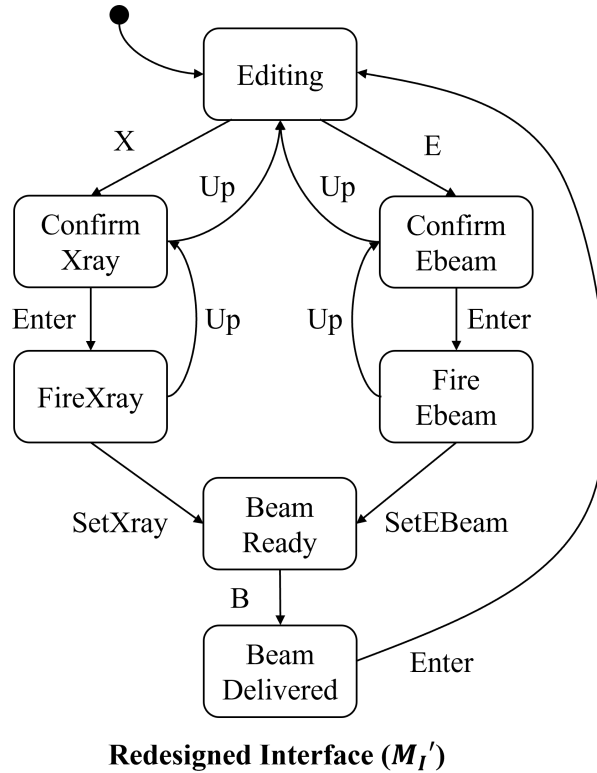 Editing
X
E
Up
Up
Confirm
Xray
Confirm
Ebeam
Enter
Up
Up
Enter
FireXray
Fire
Ebeam
SetXray
Beam
Ready
SetEBeam
B
Beam
Delivered
Enter
Redesigned Interface (M_I')